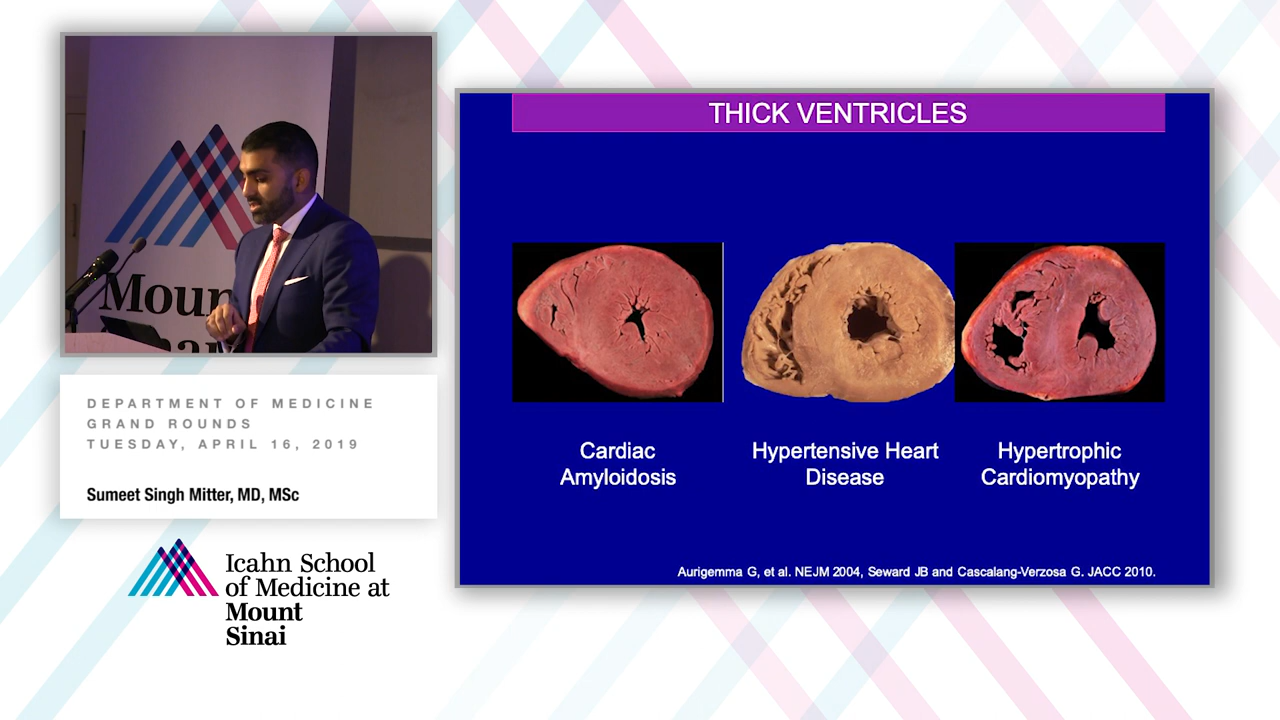 Moun
DEPARTMENT OF MEDICINE
GRAND ROUNDS
TUESDAY, APRIL 16, 2019
Sumeet Singh Mitter, MD, MSc
Icahn School
of Medicine at
Mount
Sinai
THICK VENTRICLES
Cardiac
Amyloidosis
Hypertensive Heart
Disease
Hypertrophic
Cardiomyopathy
Aurigemma G, et al. NEJM 2004, Seward JB and Cascalang-Verzosa G. JACC 2010.